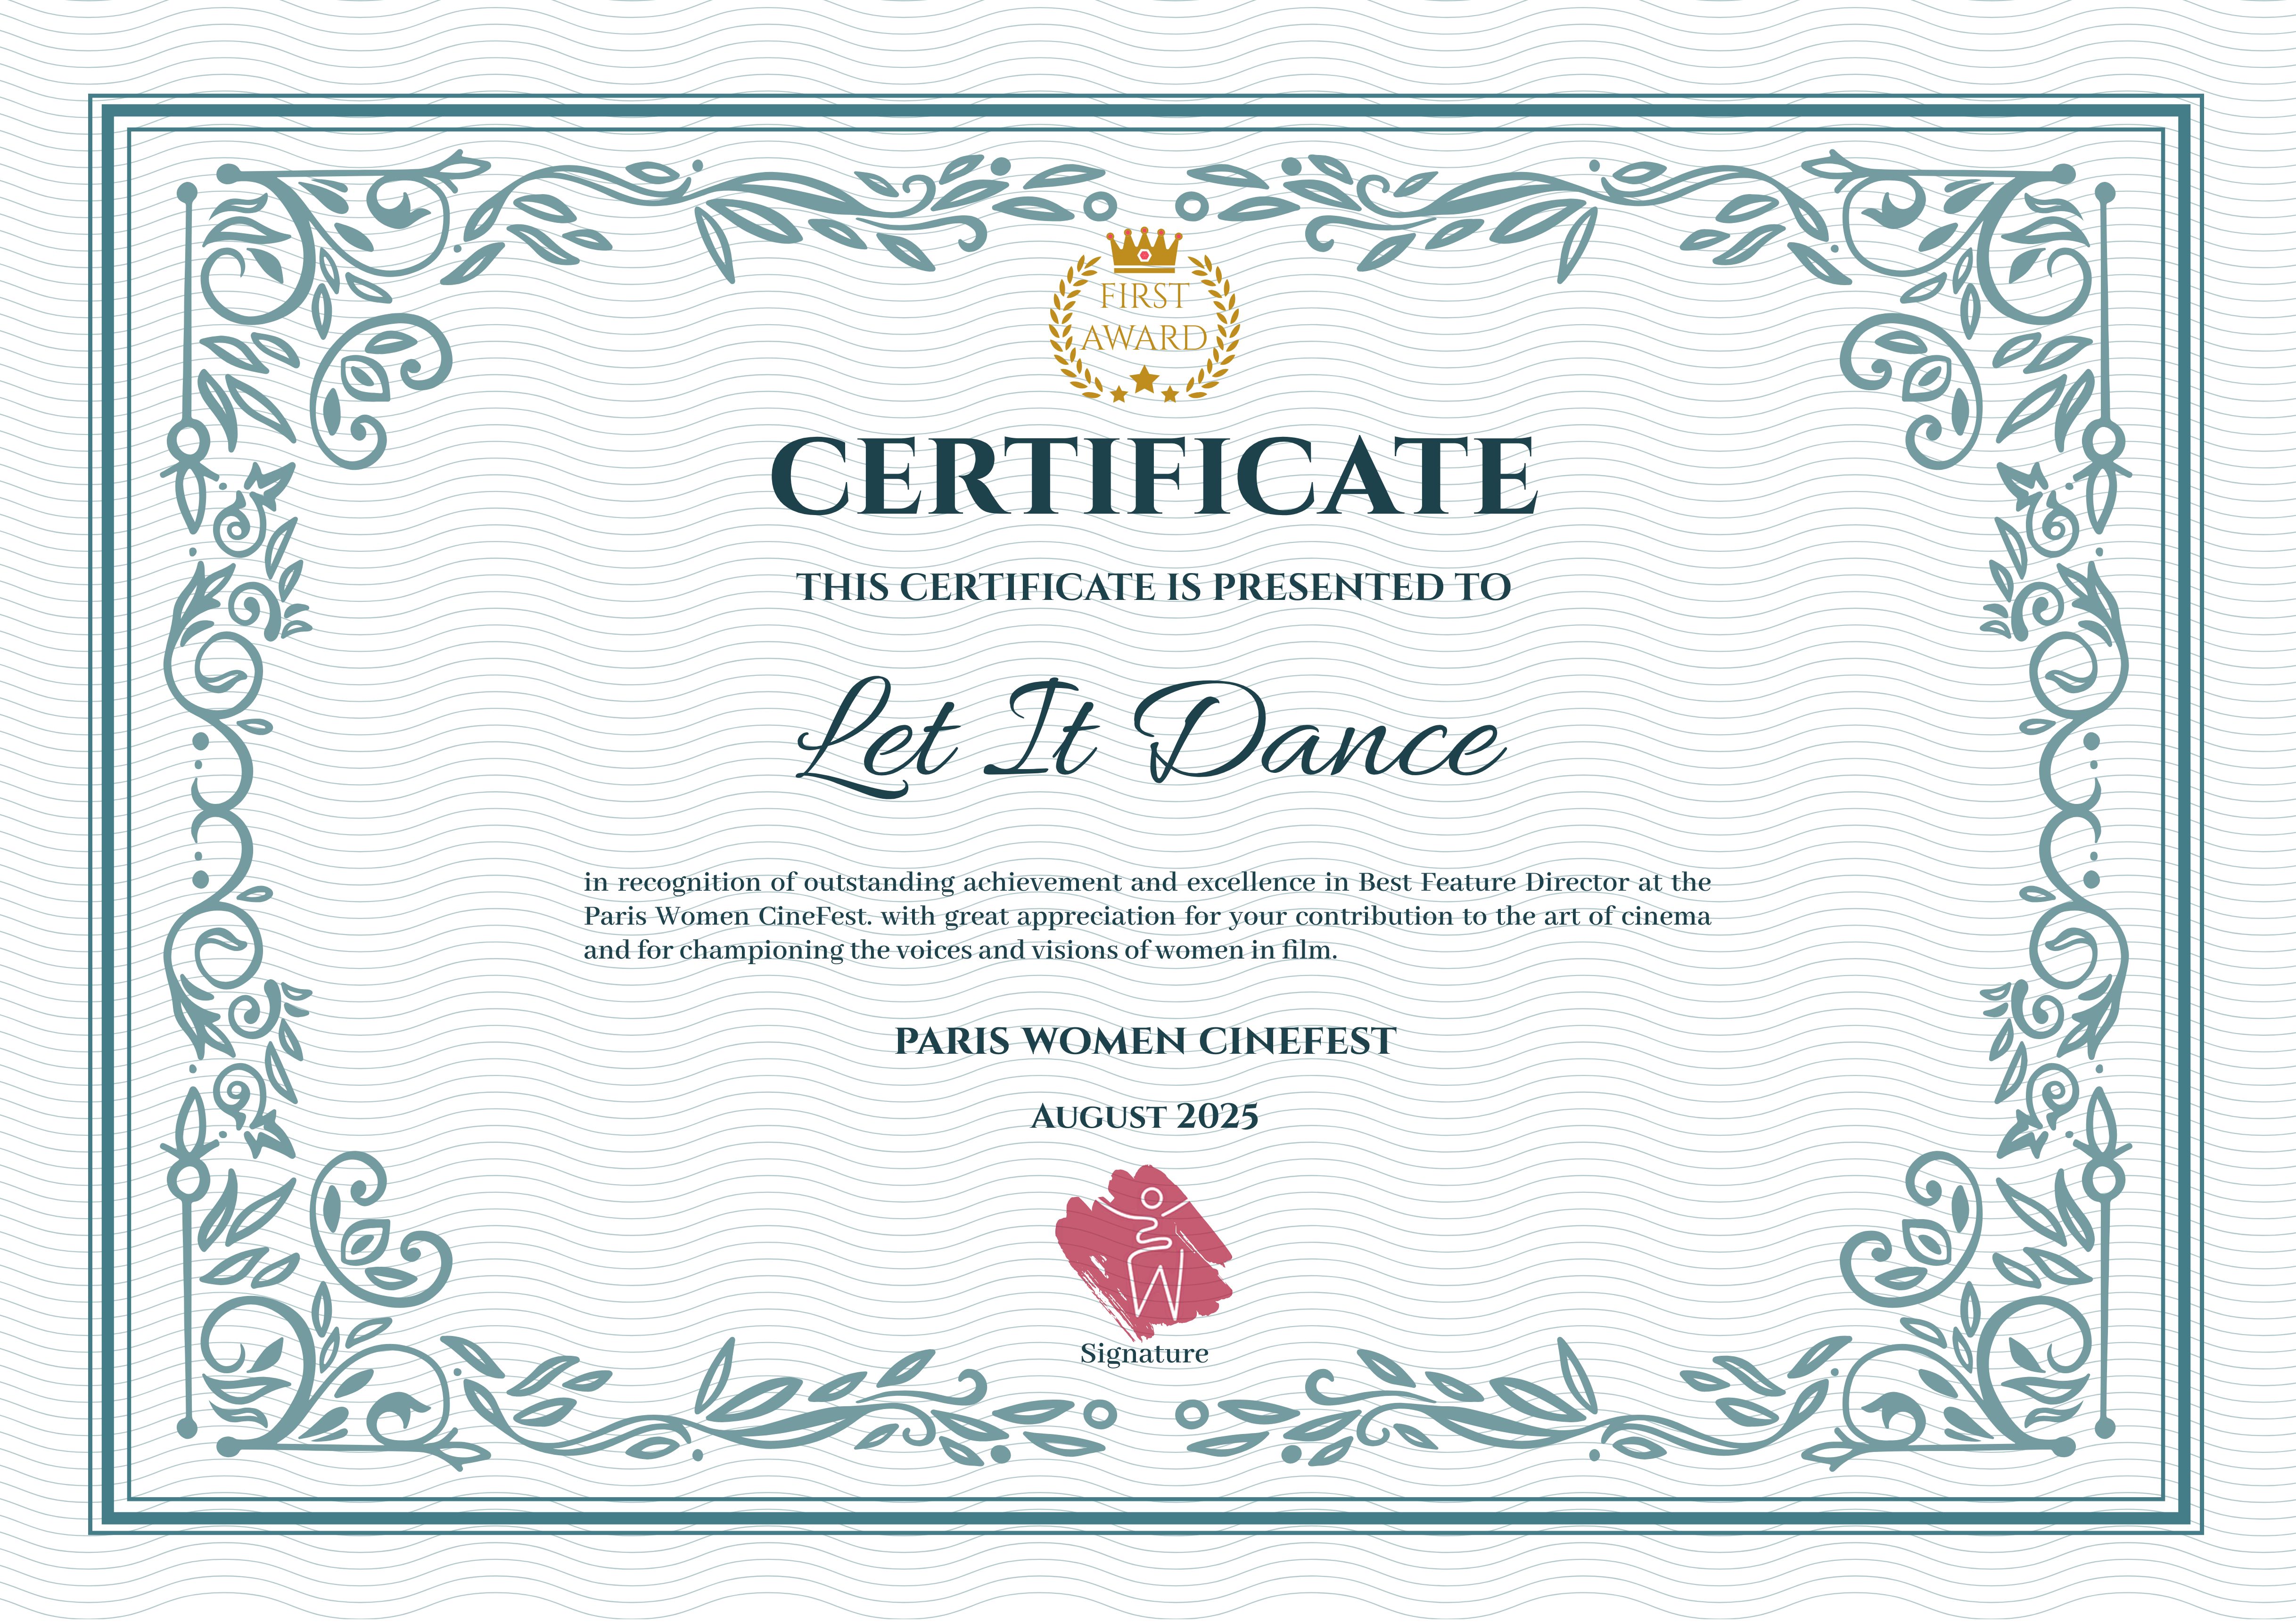 FIRST
AWARD
CERTIFICATE
THIS CERTIFICATE IS PRESENTED TO
Let It Dance
in recognition of outstanding achievement and excellence in Best Feature Director at the
Paris Women CineFest. with great appreciation for your contribution to the art of cinema
and for championing the voices and visions of women in film.
PARIS WOMEN CINEFEST
AUGUST 2025
W
Signature